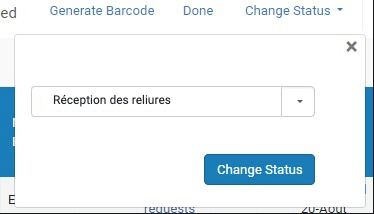 ed Generate Barcode Done Change Status
Réception des reliures
Change Status
E requests 20-Août